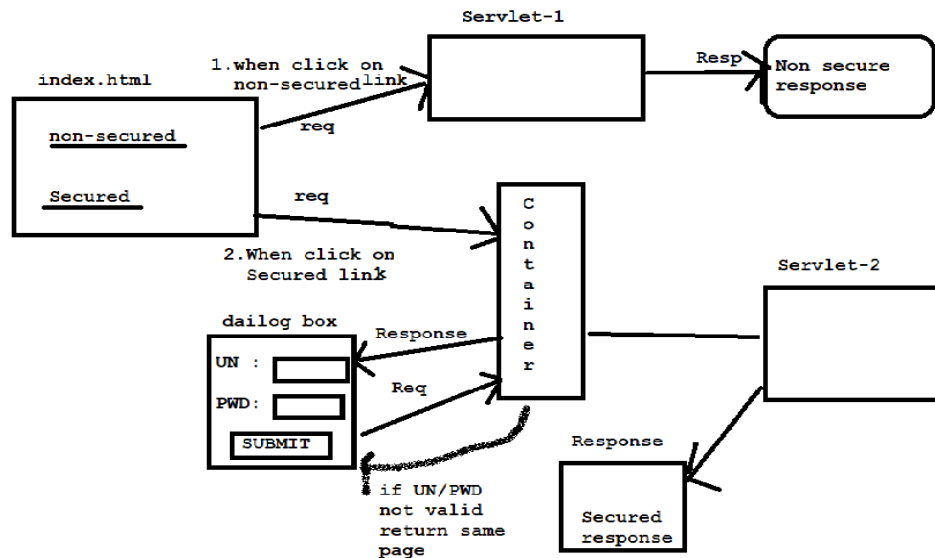 Servlet-1
1.when click on
non-secured link
Resp
Non secure
response
index.html
non-secured
req
Secured
req
Container
2.When click on
Secured link
Servlet-2
dailog box
Response
UN :
Req
PWD:
SUBMIT
Response
if UN/PWD
not valid
return same
page
Secured
response